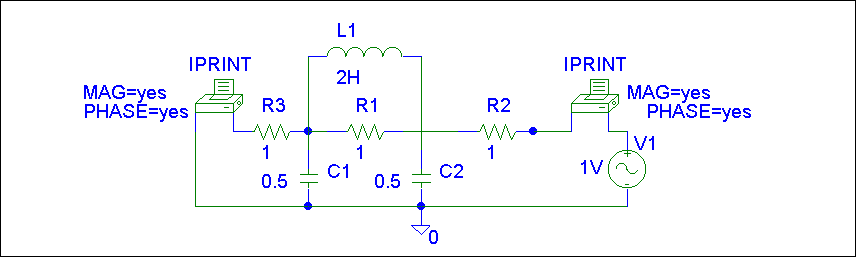 L1
IPRINT
IPRINT
2H
MAG=yes
MAG=yes
PHASE=yes
R3
R1
R2
PHASE=yes
1
1
1
V1
0.5
C1
0.5
C2
1V
0